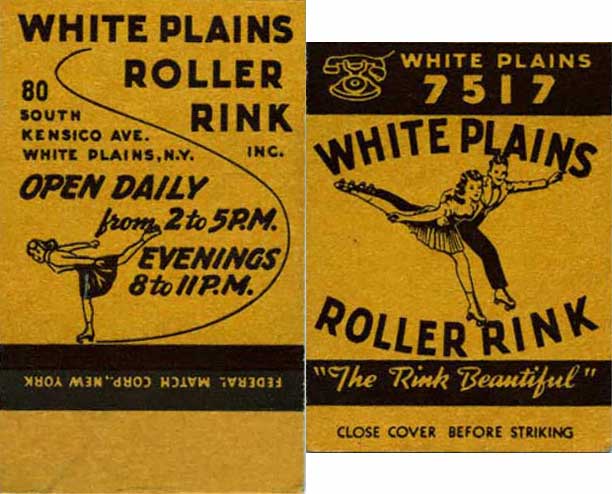 WHITE PLAINS
ROLLER
RINK
INC.
80
SOUTH
KENSICO AVE.
WHITE PLAINS, N.Y.
OPEN DAILY
from 2 to 5 P.M.
EVENINGS
8 to 11 P.M.
FEDERAL MATCH CORP., NEW YORK
WHITE PLAINS
7517
WHITE PLAINS
ROLLER RINK
"The Rink Beautiful"
CLOSE COVER BEFORE STRIKING